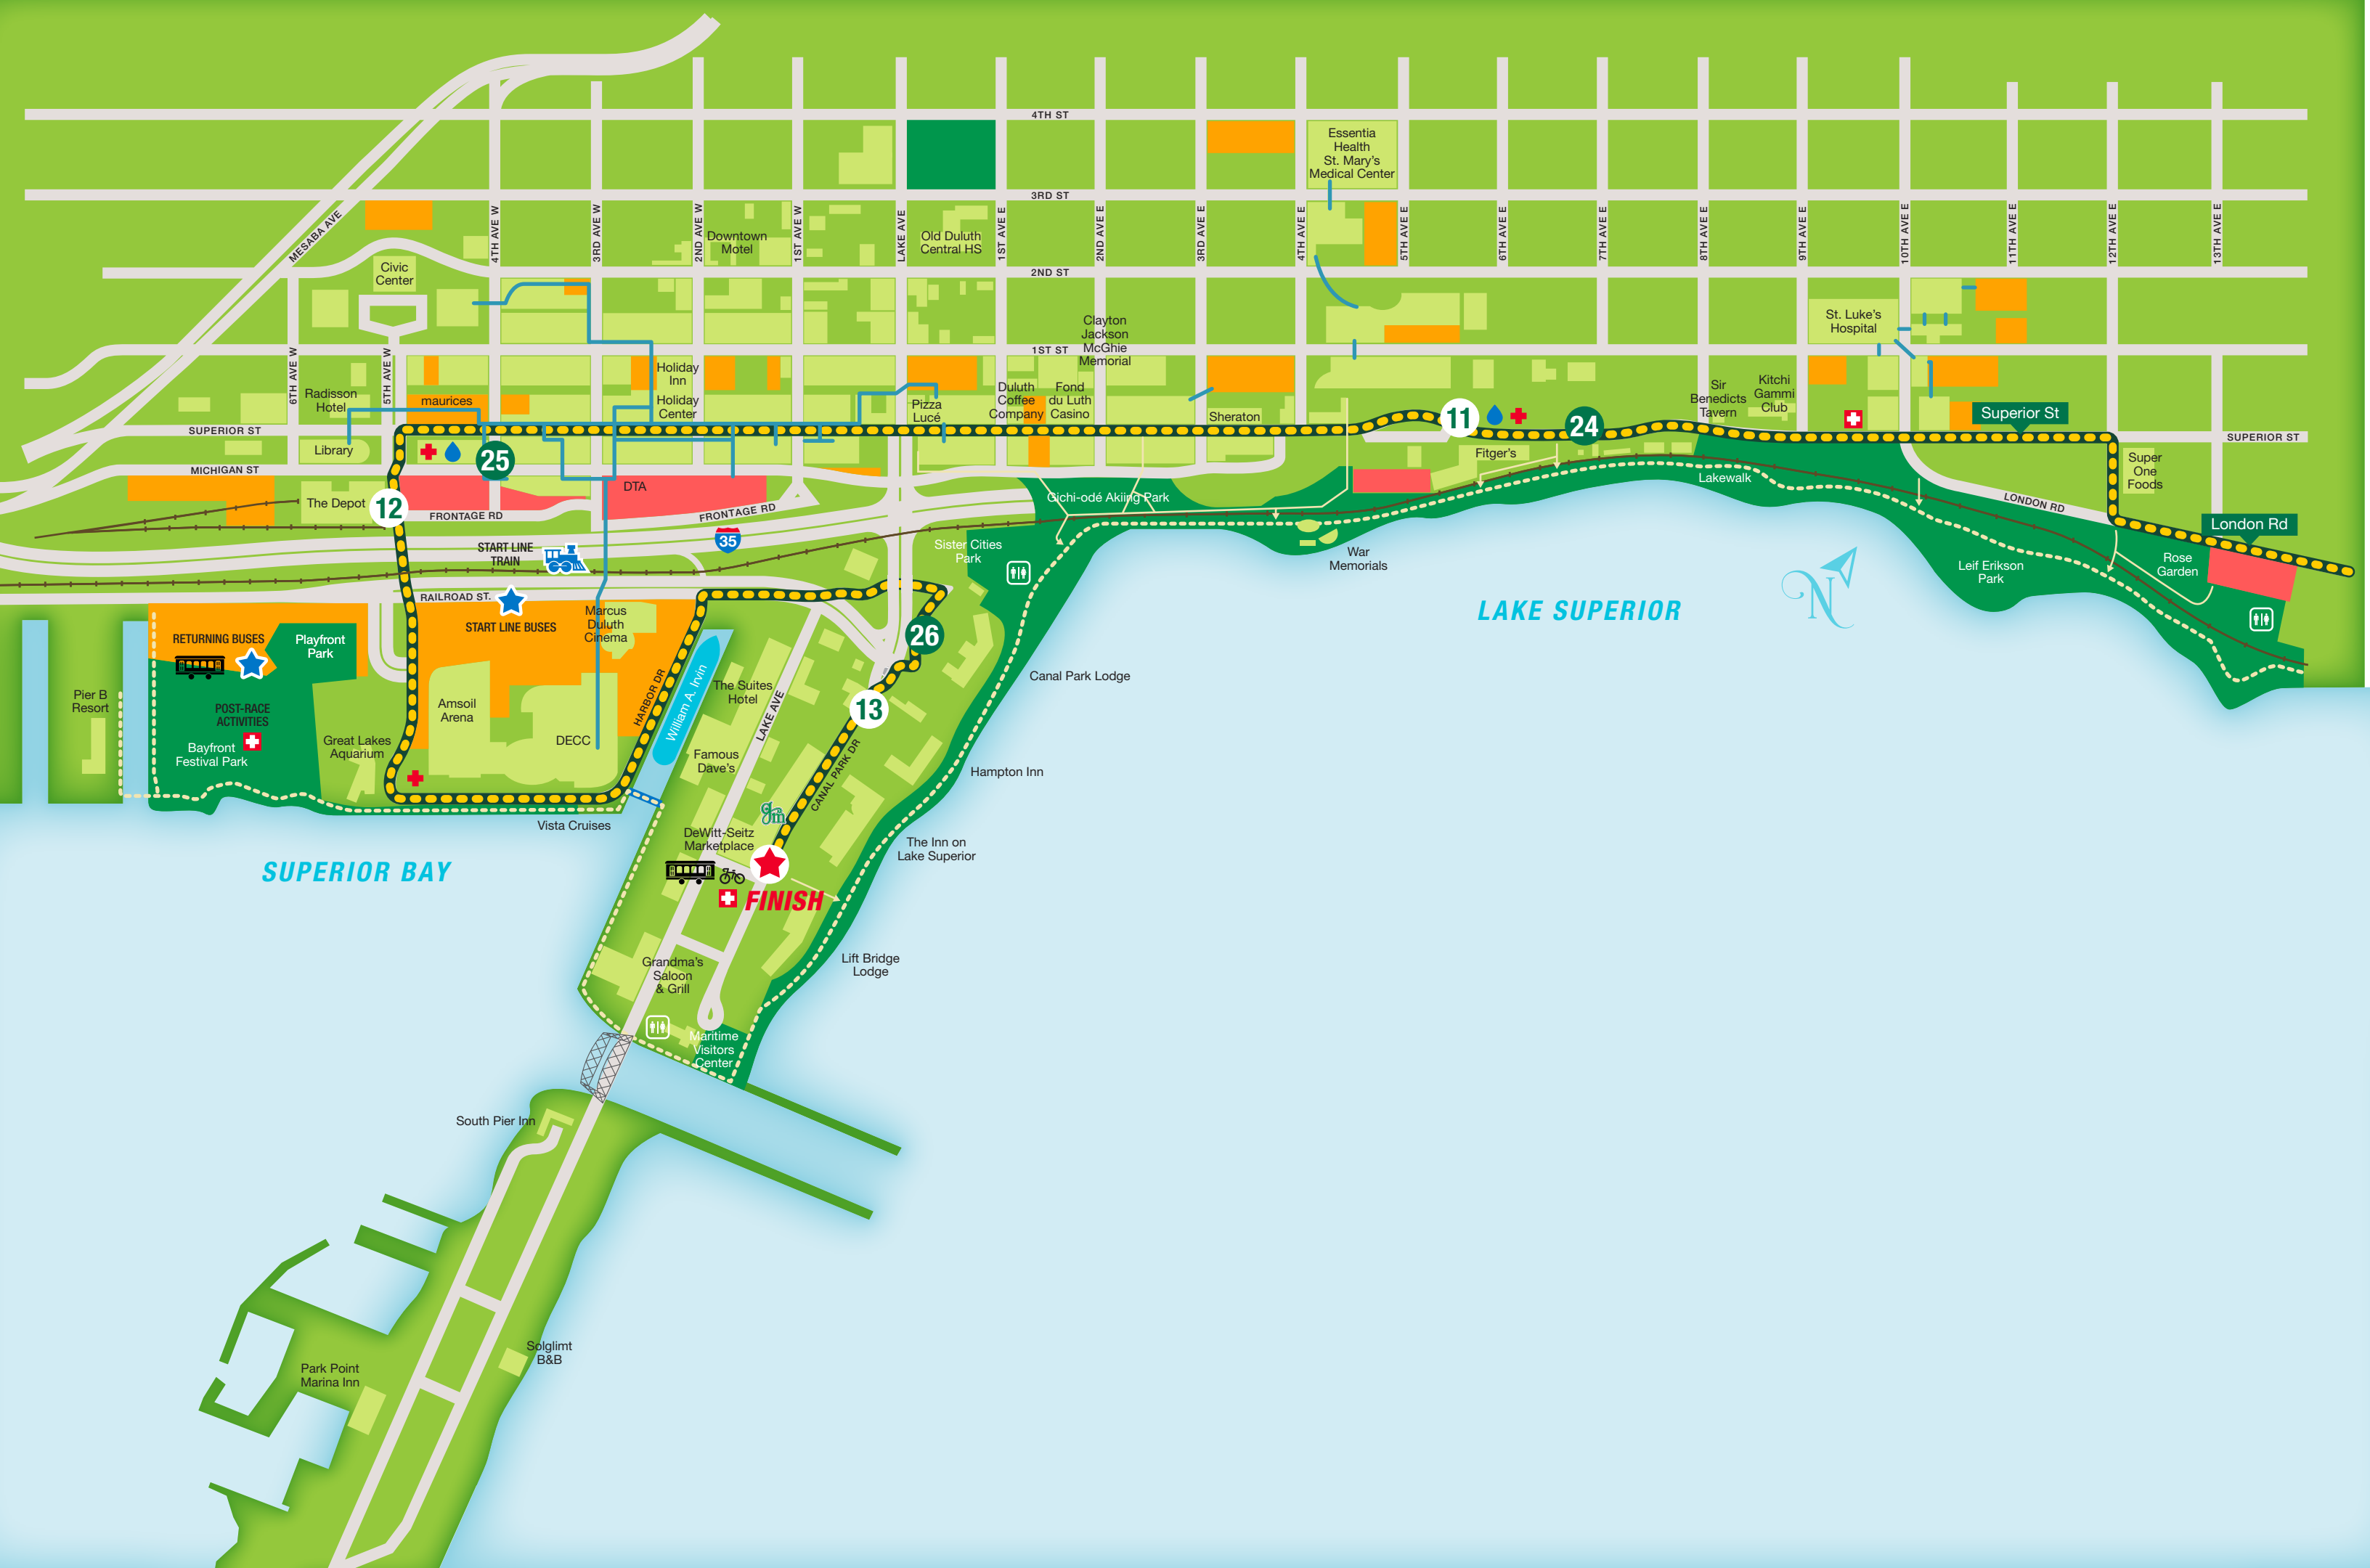 4TH ST
Essentia
Health
St. Mary's
Medical Center
3RD ST
MESABA AVE
4TH AVE W
3RD AVE W
2ND AVE W
1ST AVE W
LAKE AVE
1ST AVE E
2ND AVE E
3RD AVE E
4TH AVE E
5TH AVE E
6TH AVE E
7TH AVE E
8TH AVE E
9TH AVE E
10TH AVE E
11TH AVE E
12TH AVE E
13TH AVE E
Downtown
Motel
Old Duluth
Central HS
Civic
Center
2ND ST
6TH AVE W
5TH AVE W
Clayton
Jackson
McGhie
Memorial
St. Luke's
Hospital
1ST ST
Radisson
Hotel
maurices
Holiday
Inn
Holiday
Center
Pizza
Lucé
Duluth
Coffee
Company
Fond
du Luth
Casino
Sheraton
11
24
Sir
Benedicts
Tavern
Kitchi
Gammi
Club
Superior St
SUPERIOR ST
SUPERIOR ST
Library
25
Fitger's
Super
One
Foods
MICHIGAN ST
The Depot
12
DTA
Gichi-odé Akiing Park
Lakewalk
LONDON RD
London Rd
FRONTAGE RD
FRONTAGE RD
35
START LINE
TRAIN
Sister Cities
Park
War
Memorials
Leif Erikson
Park
Rose
Garden
N
LAKE SUPERIOR
RAILROAD ST.
START LINE BUSES
Marcus
Duluth
Cinema
RETURNING BUSES
Playfront
Park
26
Pier B
Resort
POST-RACE
ACTIVITIES
Bayfront
Festival Park
Great Lakes
Aquarium
Amsoil
Arena
DECC
HARBOR DR
William A. Irvin
The Suites
Hotel
LAKE AVE
13
Canal Park Lodge
Famous
Dave's
CANAL PARK DR
Hampton Inn
gm
Vista Cruises
DeWitt-Seitz
Marketplace
The Inn on
Lake Superior
SUPERIOR BAY
FINISH
Grandma's
Saloon
& Grill
Lift Bridge
Lodge
Maritime
Visitors
Center
South Pier Inn
Solglimt
B&B
Park Point
Marina Inn